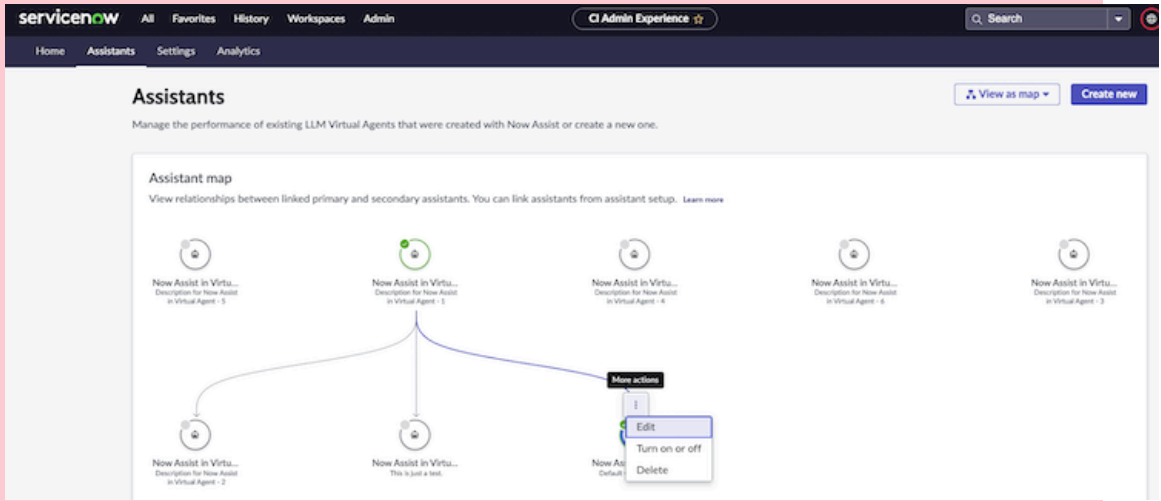 servicenow All Favorites History Workspaces Admin CI Admin Experience Search
Home Assistants Settings Analytics
Assistants
View as map Create new
Manage the performance of existing LLM Virtual Agents that were created with Now Assist or create a new one.
Assistant map
View relationships between linked primary and secondary assistants. You can link assistants from assistant setup. Learn more
Now Assist in Virtu... Now Assist in Virtu... Now Assist in Virtu... Now Assist in Virtu... Now Assist in Virtu...
Description for Now Assist Description for Now Assist Description for Now Assist Description for Now Assist Description for Now Assist
in Virtual Agent - 5 in Virtual Agent - 1 in Virtual Agent - 4 in Virtual Agent - 6 in Virtual Agent - 3
More actions
Edit
Turn on or off
Delete
Now Assist in Virtu... Now Assist in Virtu... Now As
Description for Now Assist This is just a test. Default
in Virtual Agent - 2